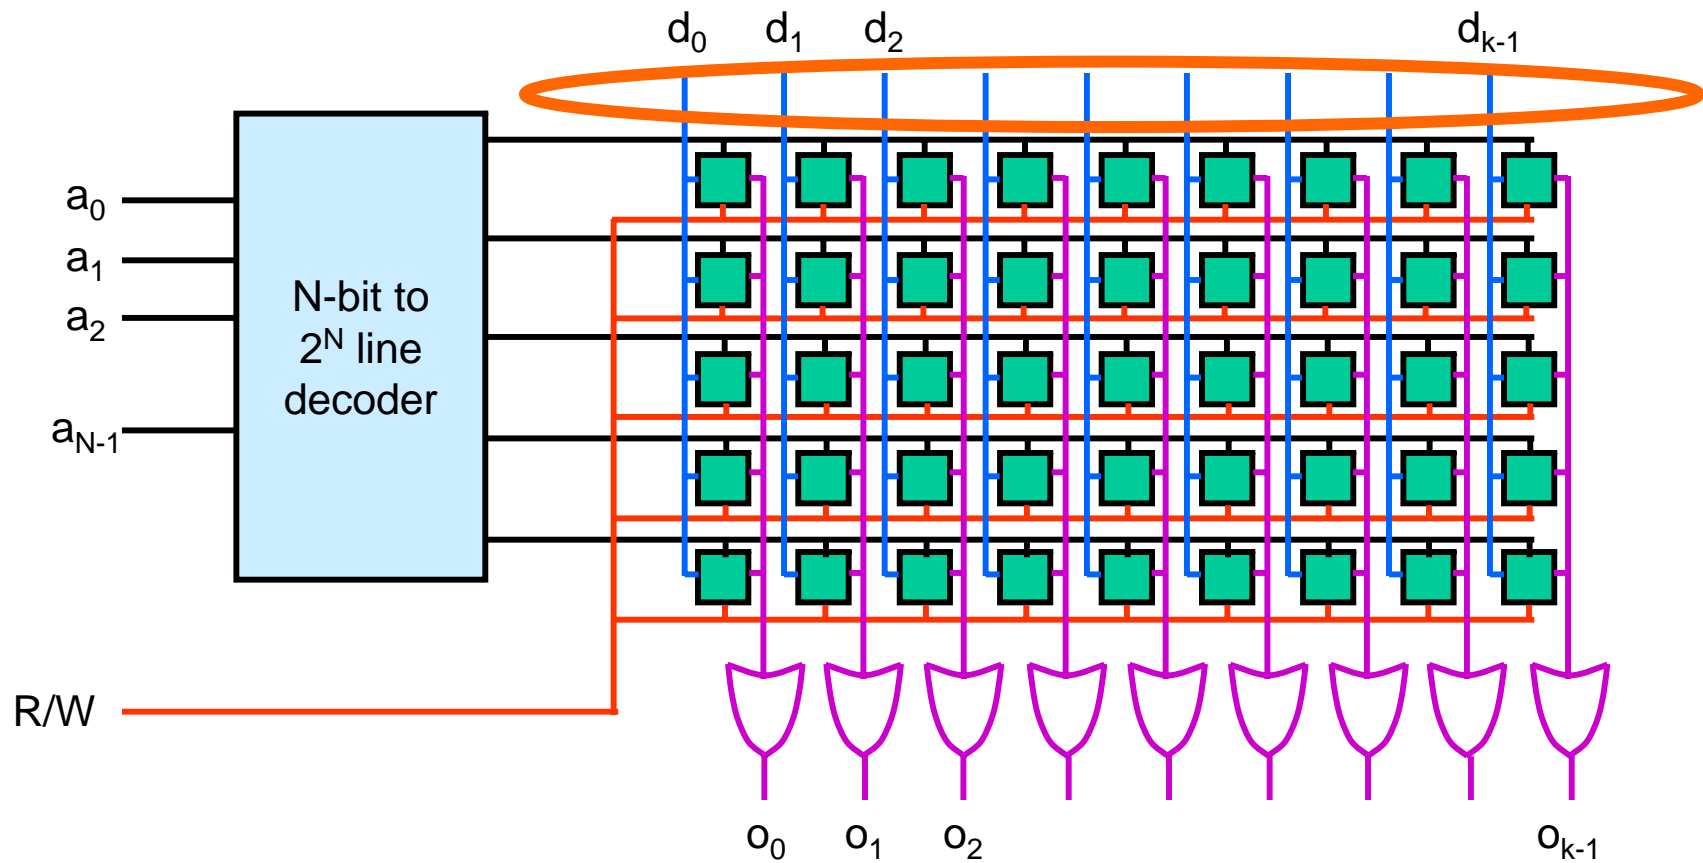 d₀ d₁ d₂ dₖ₋₁
a₀
a₁
a₂
a_N-1
N-bit to
2ᴺ line
decoder
R/W
o₀ o₁ o₂ oₖ₋₁